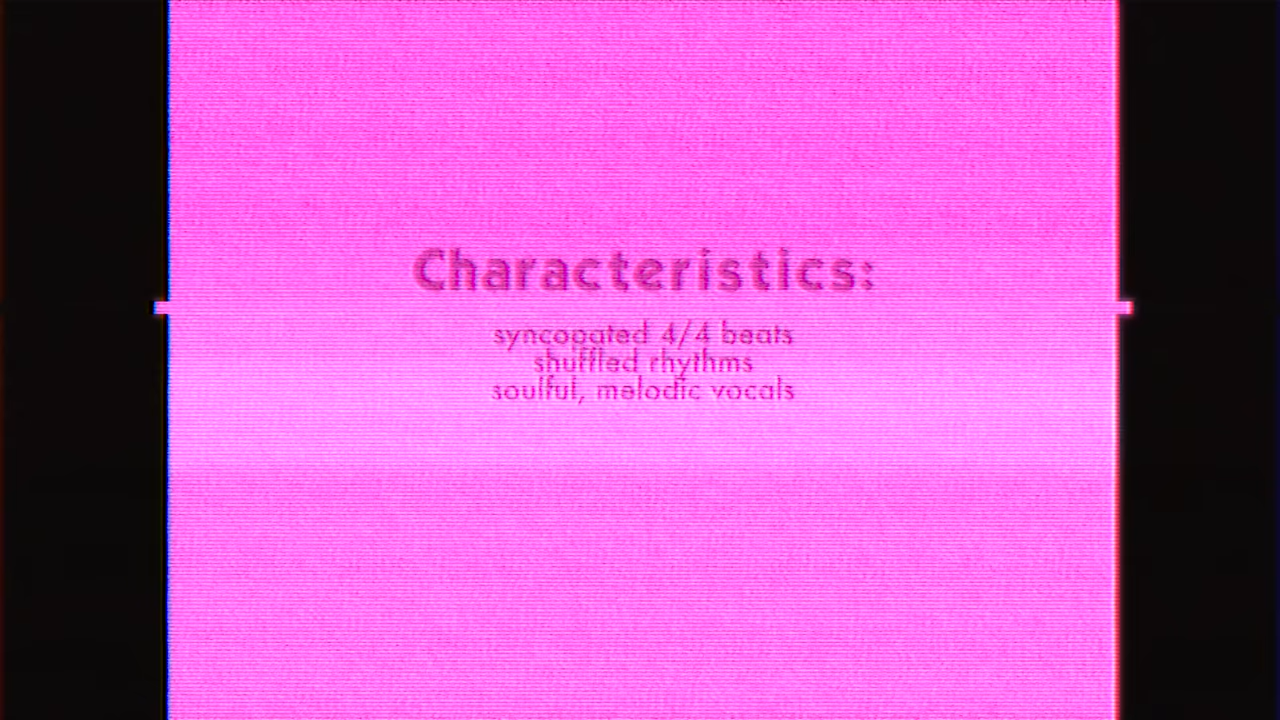 Characteristics:
syncopated 4/4 beats
shuffled rhythms
soulful, melodic vocals